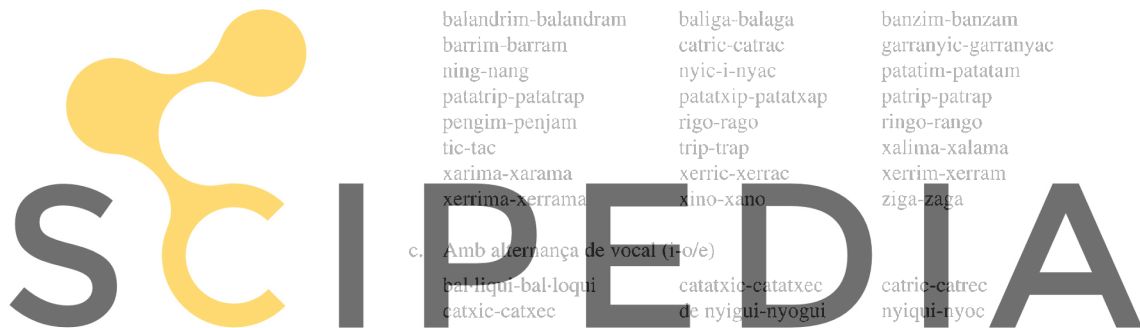 balandrim-balandram baliga-balaga banzim-banzam
barrim-barram catric-catrac garranyic-garranyac
ning-nang nyic-i-nyac patatim-patatam
patatrip-patatrap patatxip-patatxap patrip-patrap
pengim-penjam rigo-rago ringo-rango
tic-tac trip-trap xalima-xalama
xarima-xarama xerric-xerrac xerrim-xerram
xerrima-xerrama xino-xano ziga-zaga
SCIPEDIA
c. Amb alternança de vocal (i-o/e)
bal·liqui-bal·loqui catatxic-catatxec catric-catrec
catxic-catxec de nyigui-nyogui nyiqui-nyoc